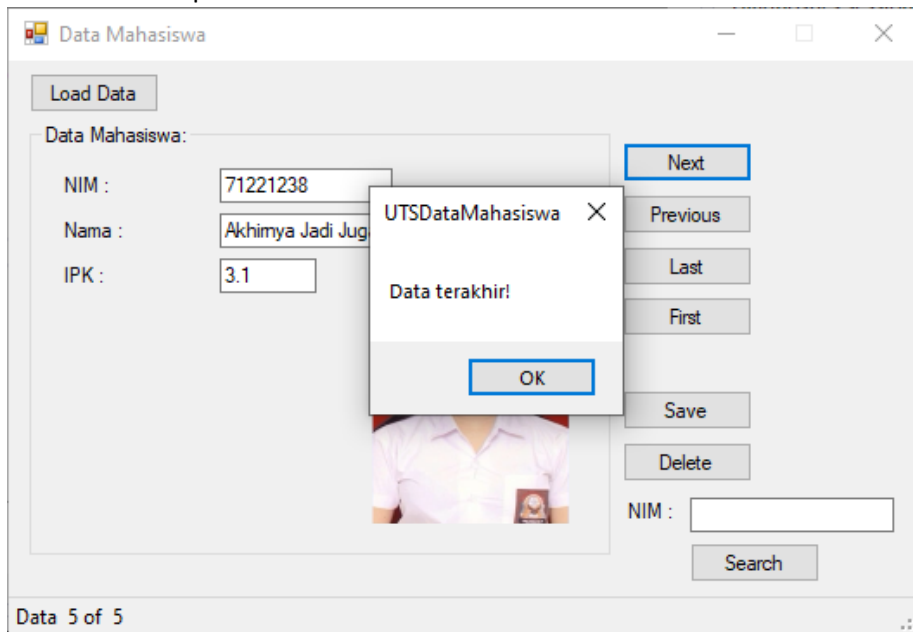 Data Mahasiswa
Load Data
Data Mahasiswa:
NIM :
71221238
Nama :
Akhirnya Jadi Jug
IPK :
3.1
UTSDataMahasiswa
Data terakhir!
OK
Next
Previous
Last
First
Save
Delete
NIM :
Search
Data 5 of 5